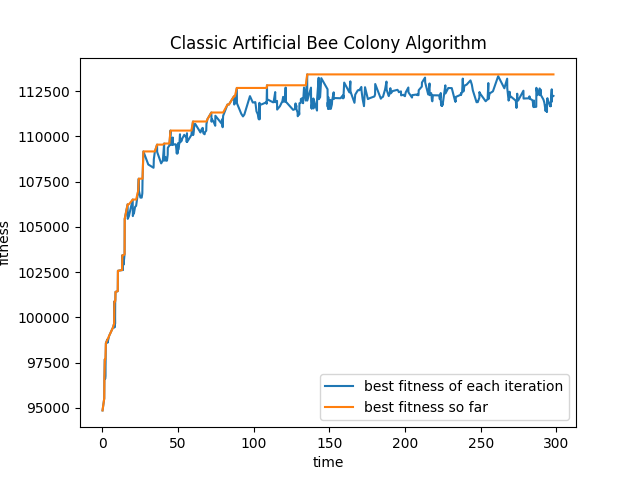 Classic Artificial Bee Colony Algorithm
112500
110000
107500
105000
102500
100000
97500
95000
fitness
0 50 100 150 200 250 300
time
best fitness of each iteration
best fitness so far